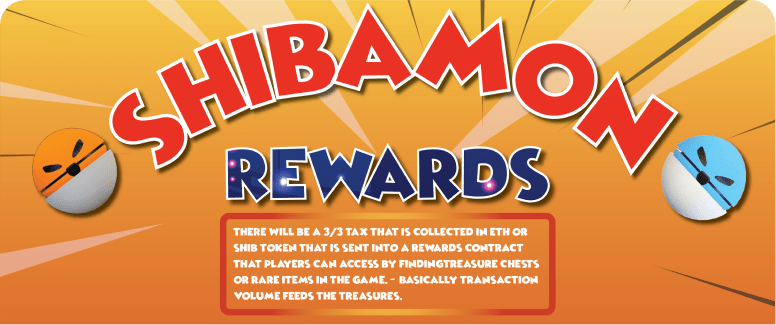 SHIBAMON
REWARDS
THERE WILL BE A 3/3 TAX THAT IS COLLECTED IN ETH OR
SHIB TOKEN THAT IS SENT INTO A REWARDS CONTRACT
THAT PLAYERS CAN ACCESS BY FINDINGTREASURE CHESTS
OR RARE ITEMS IN THE GAME. - BASICALLY TRANSACTION
VOLUME FEEDS THE TREASURES.